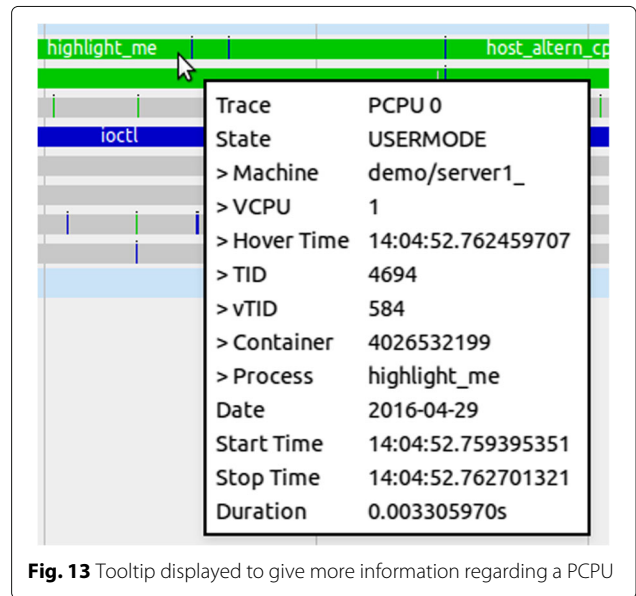 highlight_me host_altern_cp
ioctl
Trace PCPU 0
State USERMODE
> Machine demo/server1_
> VCPU 1
> Hover Time 14:04:52.762459707
> TID 4694
> vTID 584
> Container 4026532199
> Process highlight_me
Date 2016-04-29
Start Time 14:04:52.759395351
Stop Time 14:04:52.762701321
Duration 0.003305970s
Fig. 13 Tooltip displayed to give more information regarding a PCPU